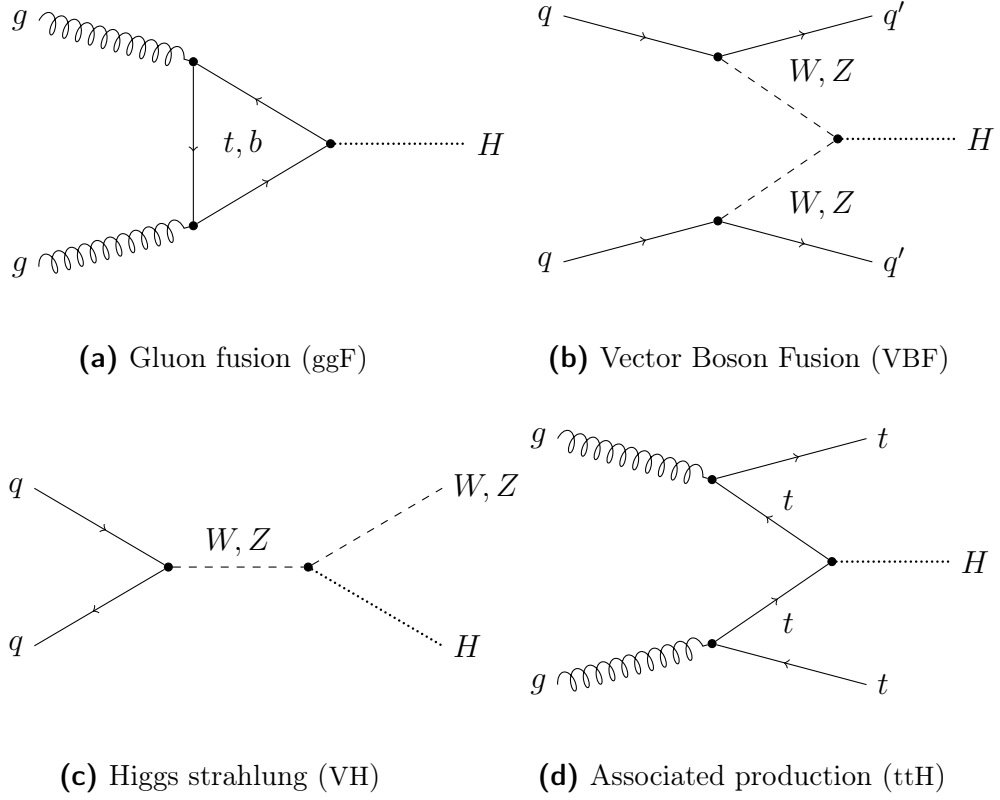 g
t, b
H
g
(a) Gluon fusion (ggF)
q
q′
W, Z
H
W, Z
q
q′
(b) Vector Boson Fusion (VBF)
q
W, Z
W, Z
q
H
(c) Higgs strahlung (VH)
g
t
t
H
t
g
t
(d) Associated production (ttH)